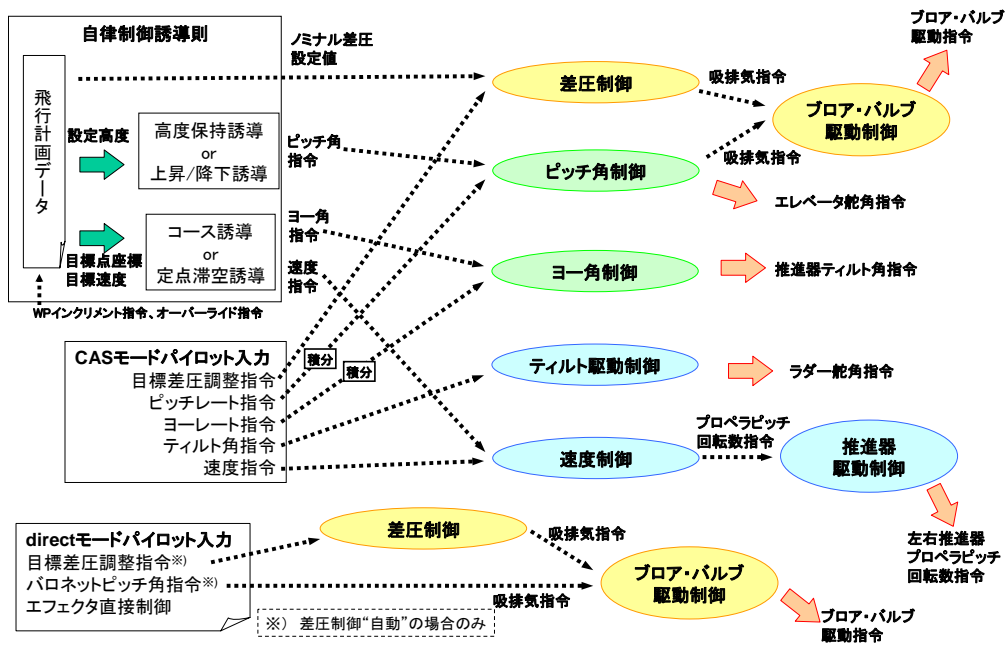 自律制御誘導則
飛行計画データ
設定高度
高度保持誘導
or
上昇/降下誘導
目標点座標
目標速度
コース誘導
or
定点滞空誘導
WPインクリメント指令、オーバーライド指令
ノミナル差圧
設定値
ピッチ角
指令
ヨー角
指令
速度
指令
差圧制御
吸排気指令
ブロア・バルブ
駆動制御
ブロア・バルブ
駆動指令
ピッチ角制御
吸排気指令
エレベータ舵角指令
ヨー角制御
推進器ティルト角指令
CASモードパイロット入力
目標差圧調整指令
ピッチレート指令
ヨーレート指令
ティルト角指令
速度指令
積分
積分
ティルト駆動制御
ラダー舵角指令
速度制御
プロペラピッチ
回転数指令
推進器
駆動制御
左右推進器
プロペラピッチ
回転数指令
directモードパイロット入力
目標差圧調整指令※)
バロネットピッチ角指令※)
エフェクタ直接制御
差圧制御
吸排気指令
吸排気指令
ブロア・バルブ
駆動制御
ブロア・バルブ
駆動指令
※) 差圧制御“自動”の場合のみ